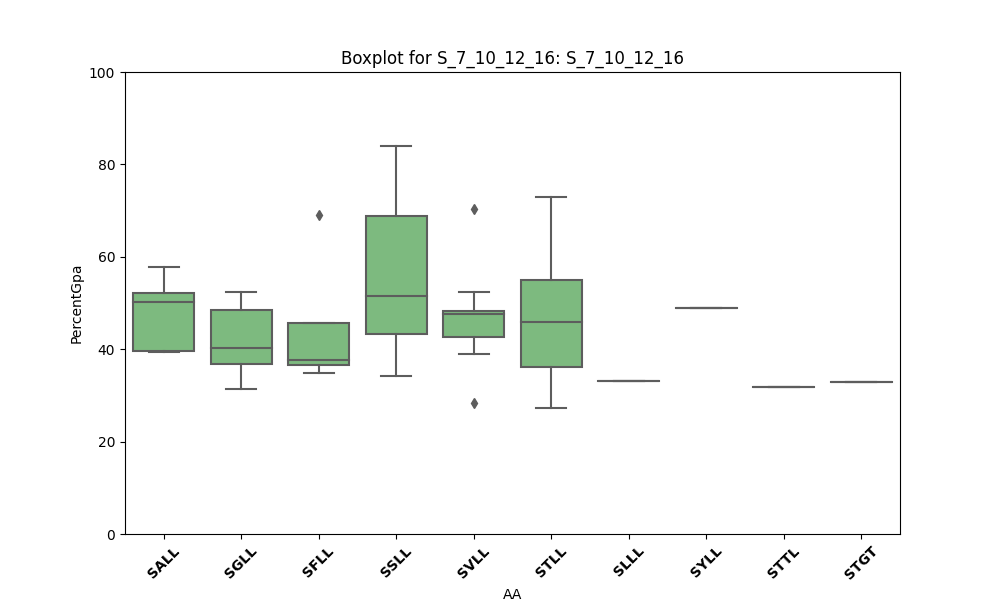 Boxplot for S_7_10_12_16: S_7_10_12_16
PercentGpa
100
80
60
40
20
0
SALL
SGLL
SFLL
SSLL
SVLL
STLL
SLLL
SYLL
STTL
STGT
AA